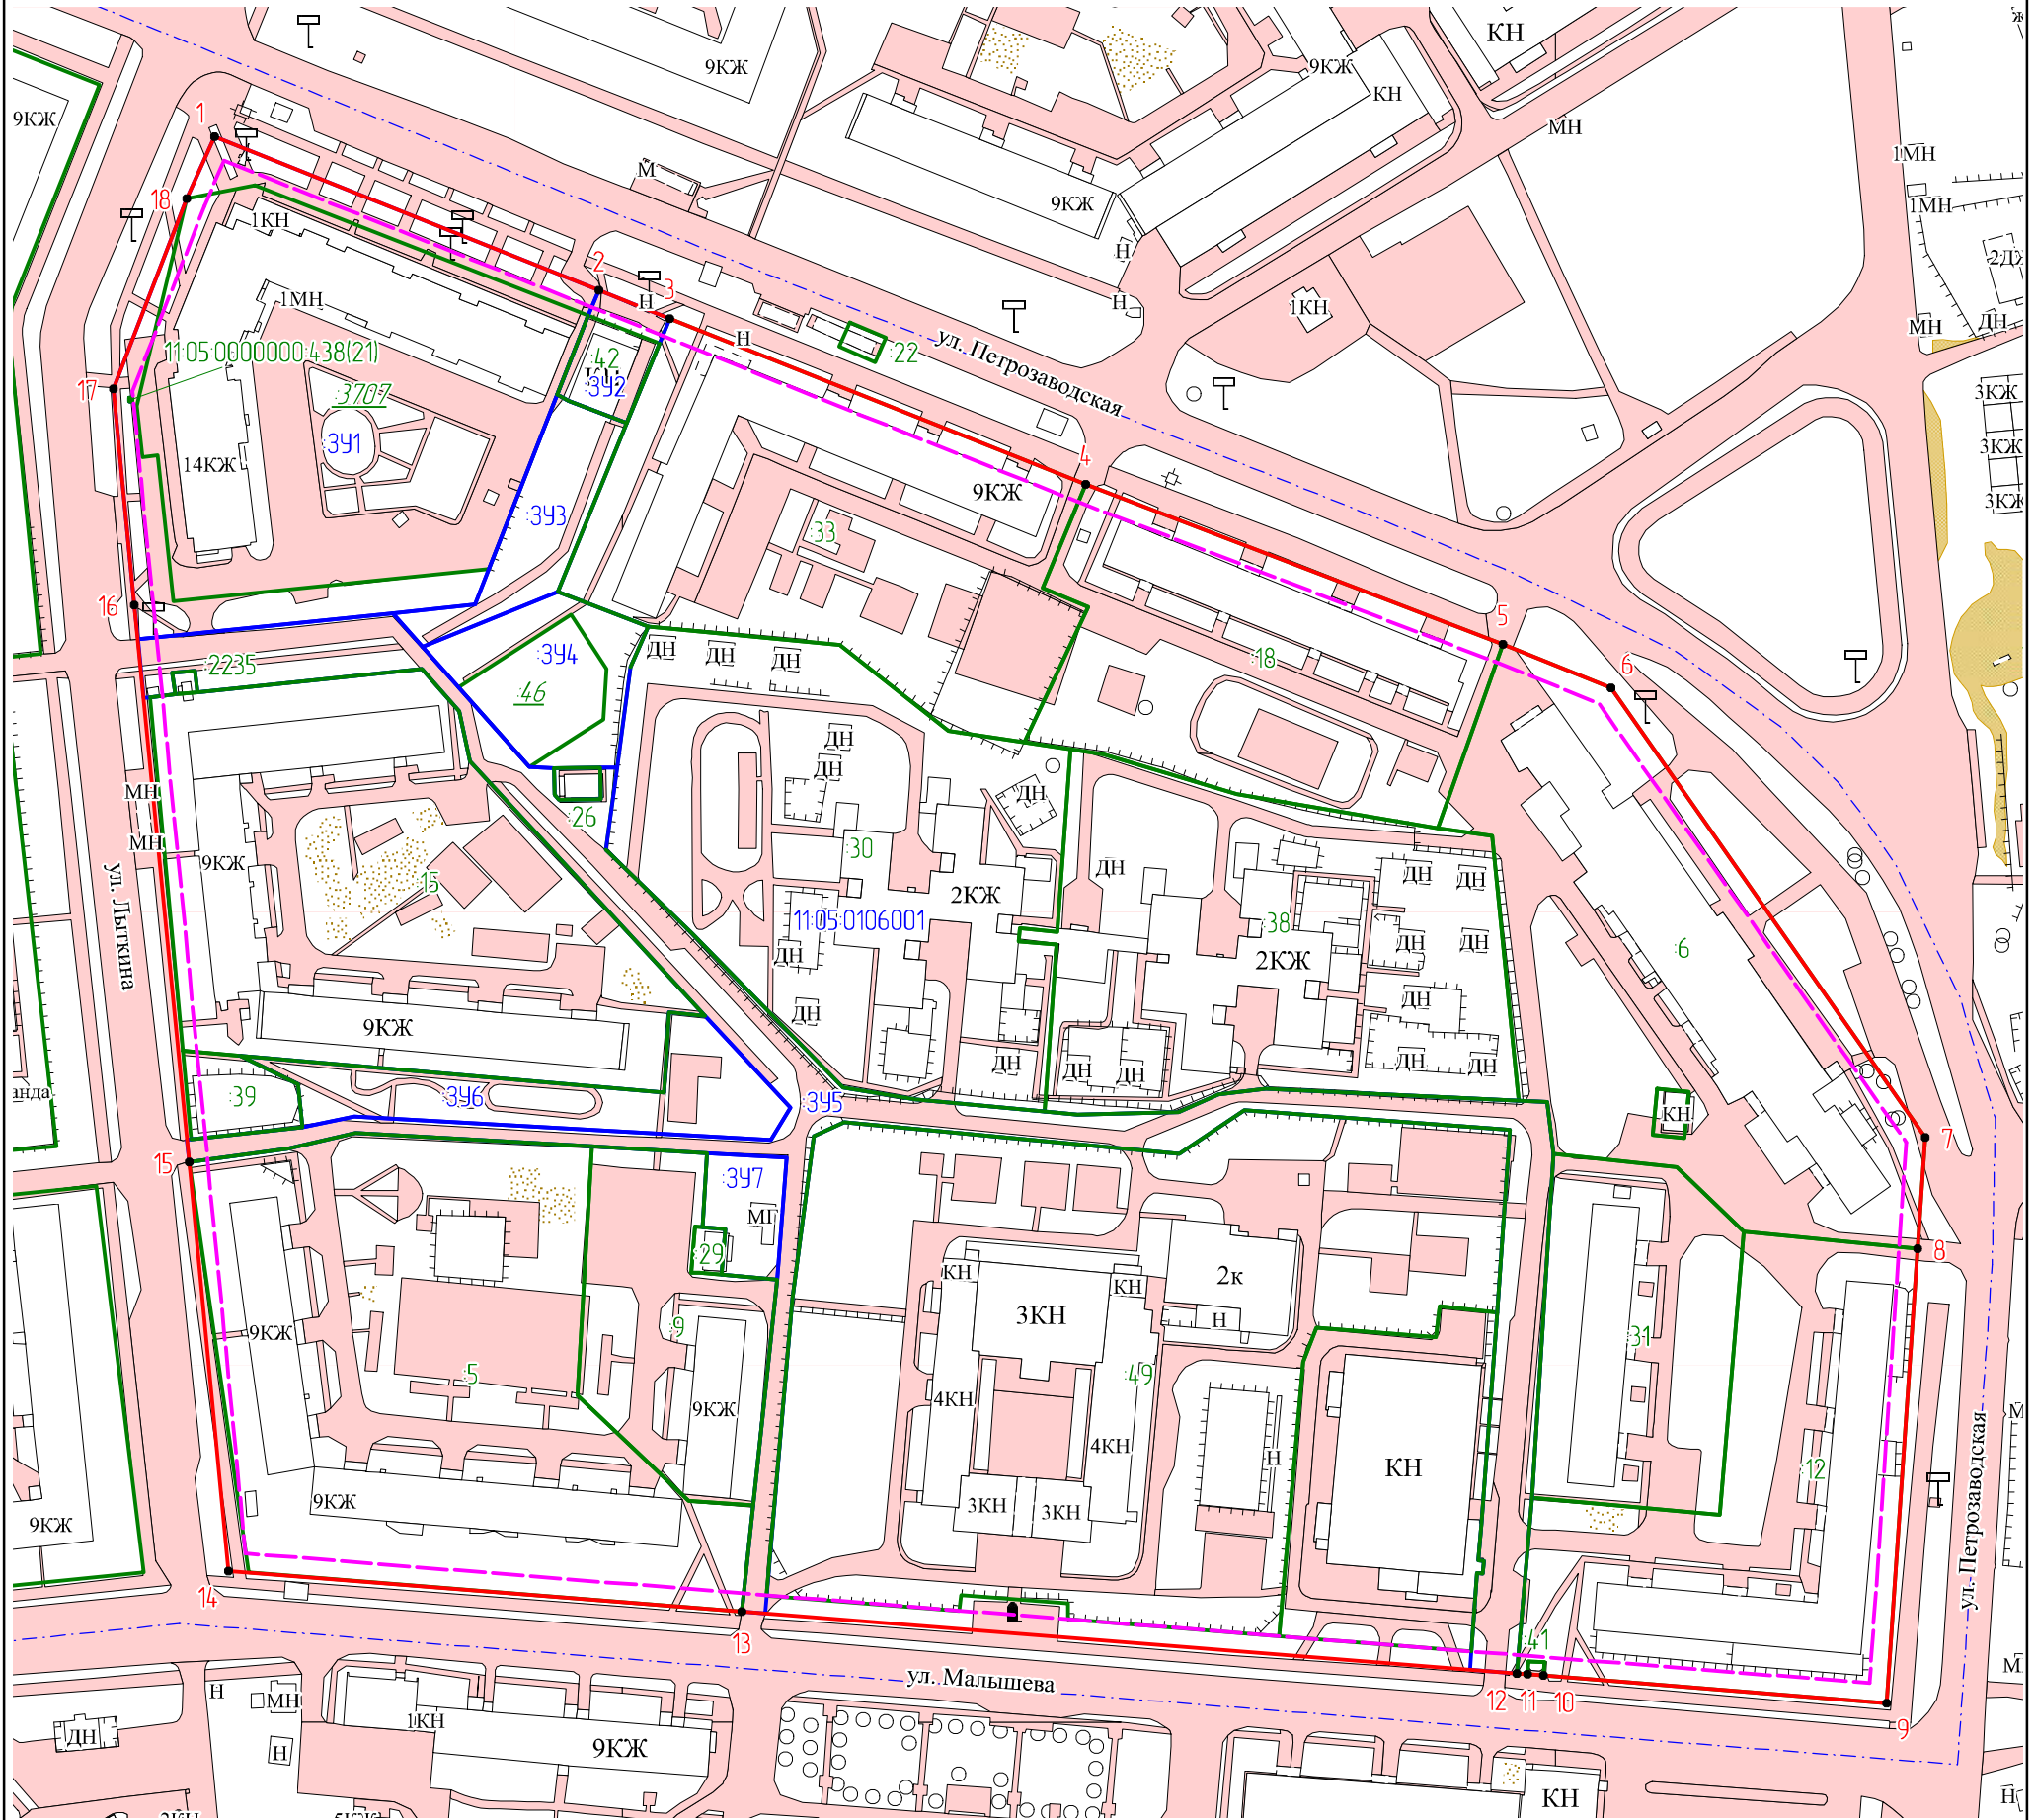 КН
9КЖ
9КЖ
КН
9КЖ
1
МН
1МН
М
18
9КЖ
1МН
1КН
Н
2
Н
3
Н
1КН
1МН
Н
МН
ДН
11:05:0000000:438(21)
:42
:ЗУ2
:22
ул. Петрозаводская
17
:3707
3КЖ
:ЗУ1
14КЖ
4
9КЖ
3КЖ
3КЖ
:ЗУ3
:33
16
5
:ЗУ4
ДН
ДН
ДН
:18
6
:2235
:46
ДН
ДН
МН
ДН
:26
МН
9КЖ
:30
ДН
ДН
ДН
:15
2КЖ
ул. Лыткина
11:05:0106001
:38
ДН
ДН
:6
ДН
2КЖ
ДН
ДН
9КЖ
ДН
ДН
ДН
ДН
ДН
ДН
:39
:ЗУ6
:ЗУ5
КН
7
15
:ЗУ7
МГ
:29
8
КН
КН
2к
3КН
Н
9КЖ
:9
:31
:5
:49
4КН
9КЖ
4КН
Н
КН
:12
М
9КЖ
3КН
3КН
9КЖ
ул. Петрозаводская
14
13
:41
ул. Малышева
12
11
10
9
Н
МН
1КН
ДН
Н
9КЖ
КН
Н